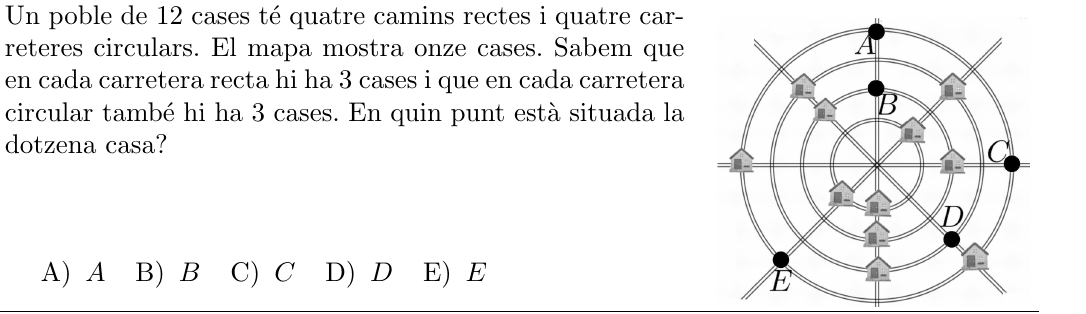 Un poble de 12 cases té quatre camins rectes i quatre car-
reteres circulars. El mapa mostra onze cases. Sabem que
en cada carretera recta hi ha 3 cases i que en cada carretera
circular també hi ha 3 cases. En quin punt està situada la
dotzena casa?
A) A B) B C) C D) D E) E
A
B
C
D
E